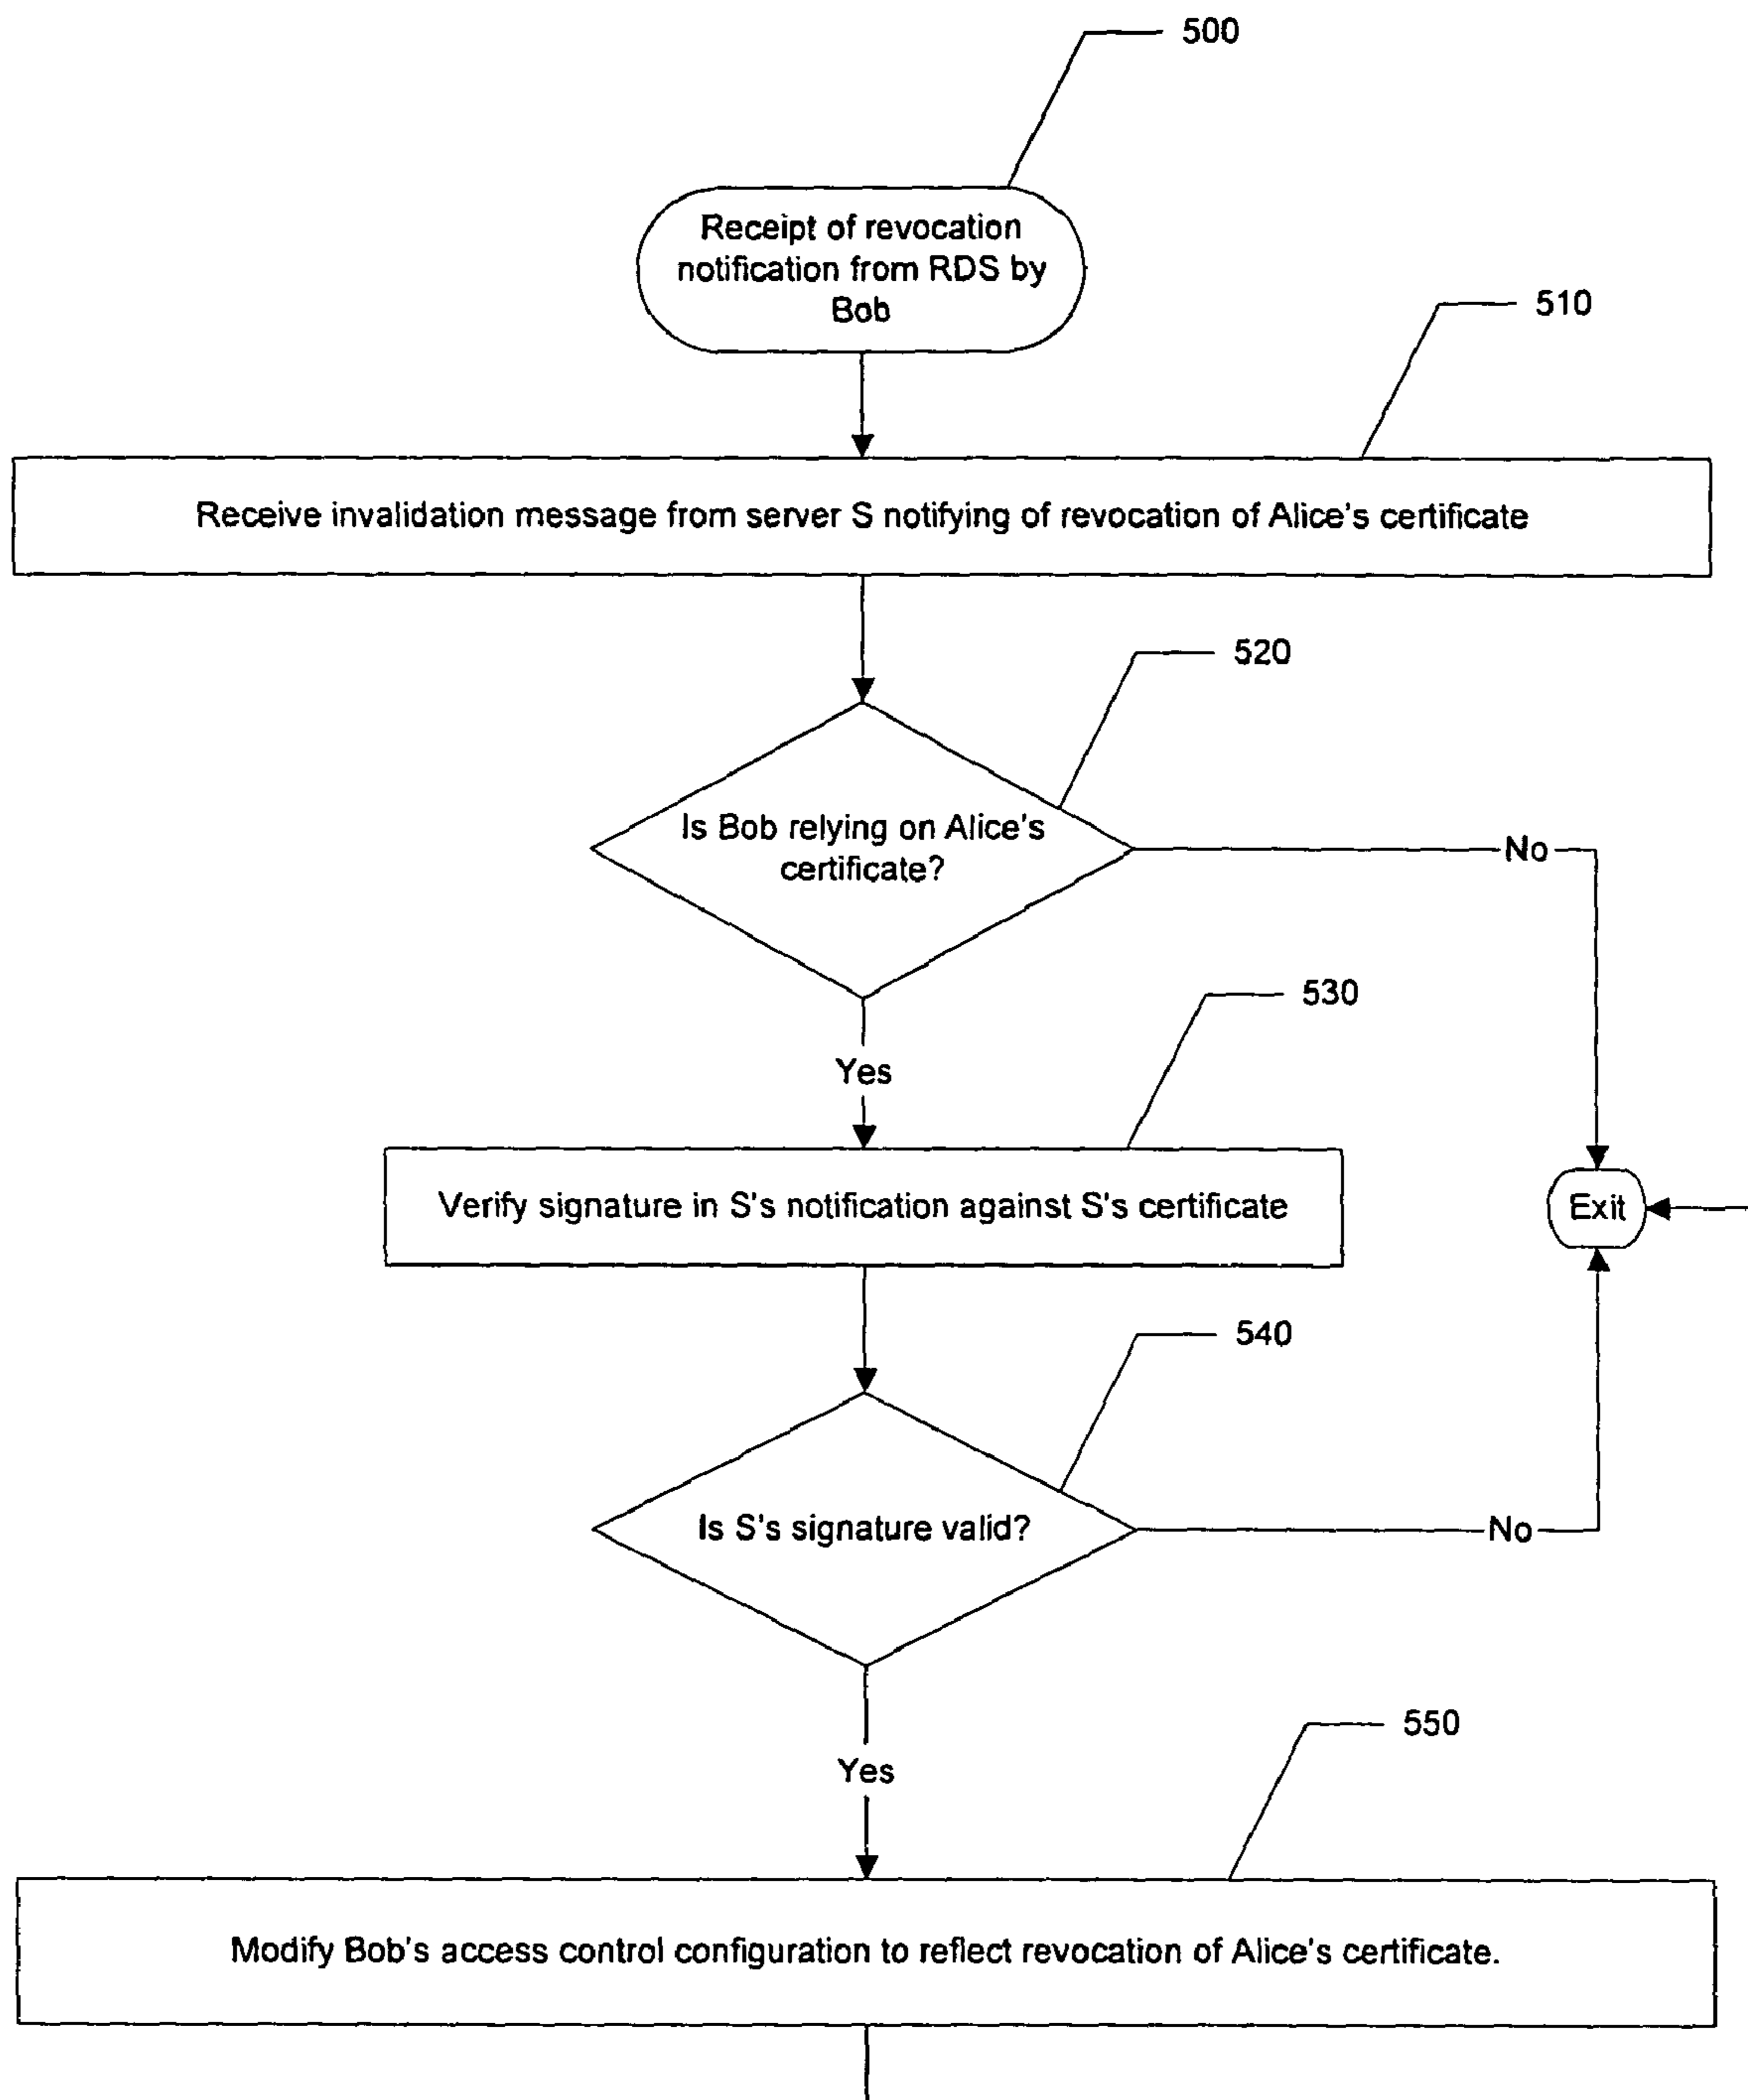 500
Receipt of revocation
notification from RDS by
Bob
510
Receive invalidation message from server S notifying of revocation of Alice's certificate
520
Is Bob relying on Alice's
certificate?
No
530
Yes
Verify signature in S's notification against S's certificate
Exit
540
Is S's signature valid?
No
550
Yes
Modify Bob's access control configuration to reflect revocation of Alice's certificate.